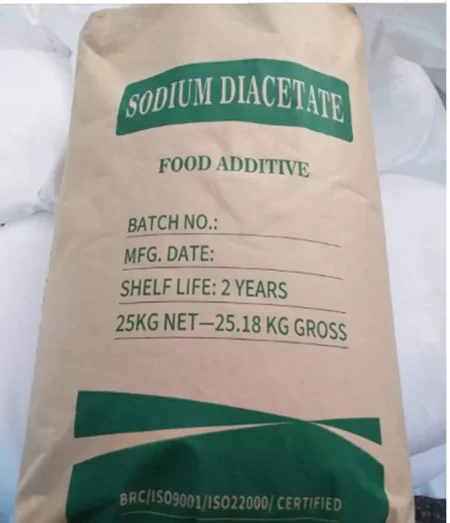 SODIUM DIACETATE
FOOD ADDITIVE
BATCH NO.:
MFG. DATE:
SHELF LIFE: 2 YEARS
25KG NET—25.18 KG GROSS
BRC/ISO9001/ISO22000/ CERTIFIED